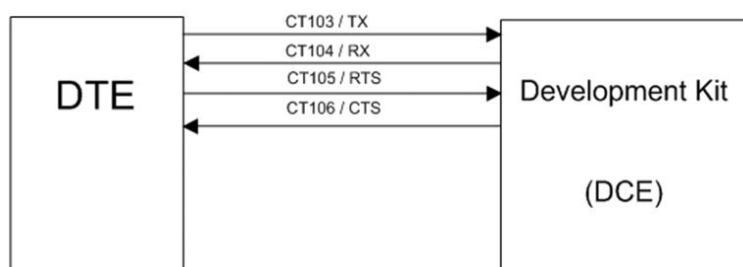 CT103 / TX
CT104 / RX
CT105 / RTS
CT106 / CTS
DTE
Development Kit
(DCE)